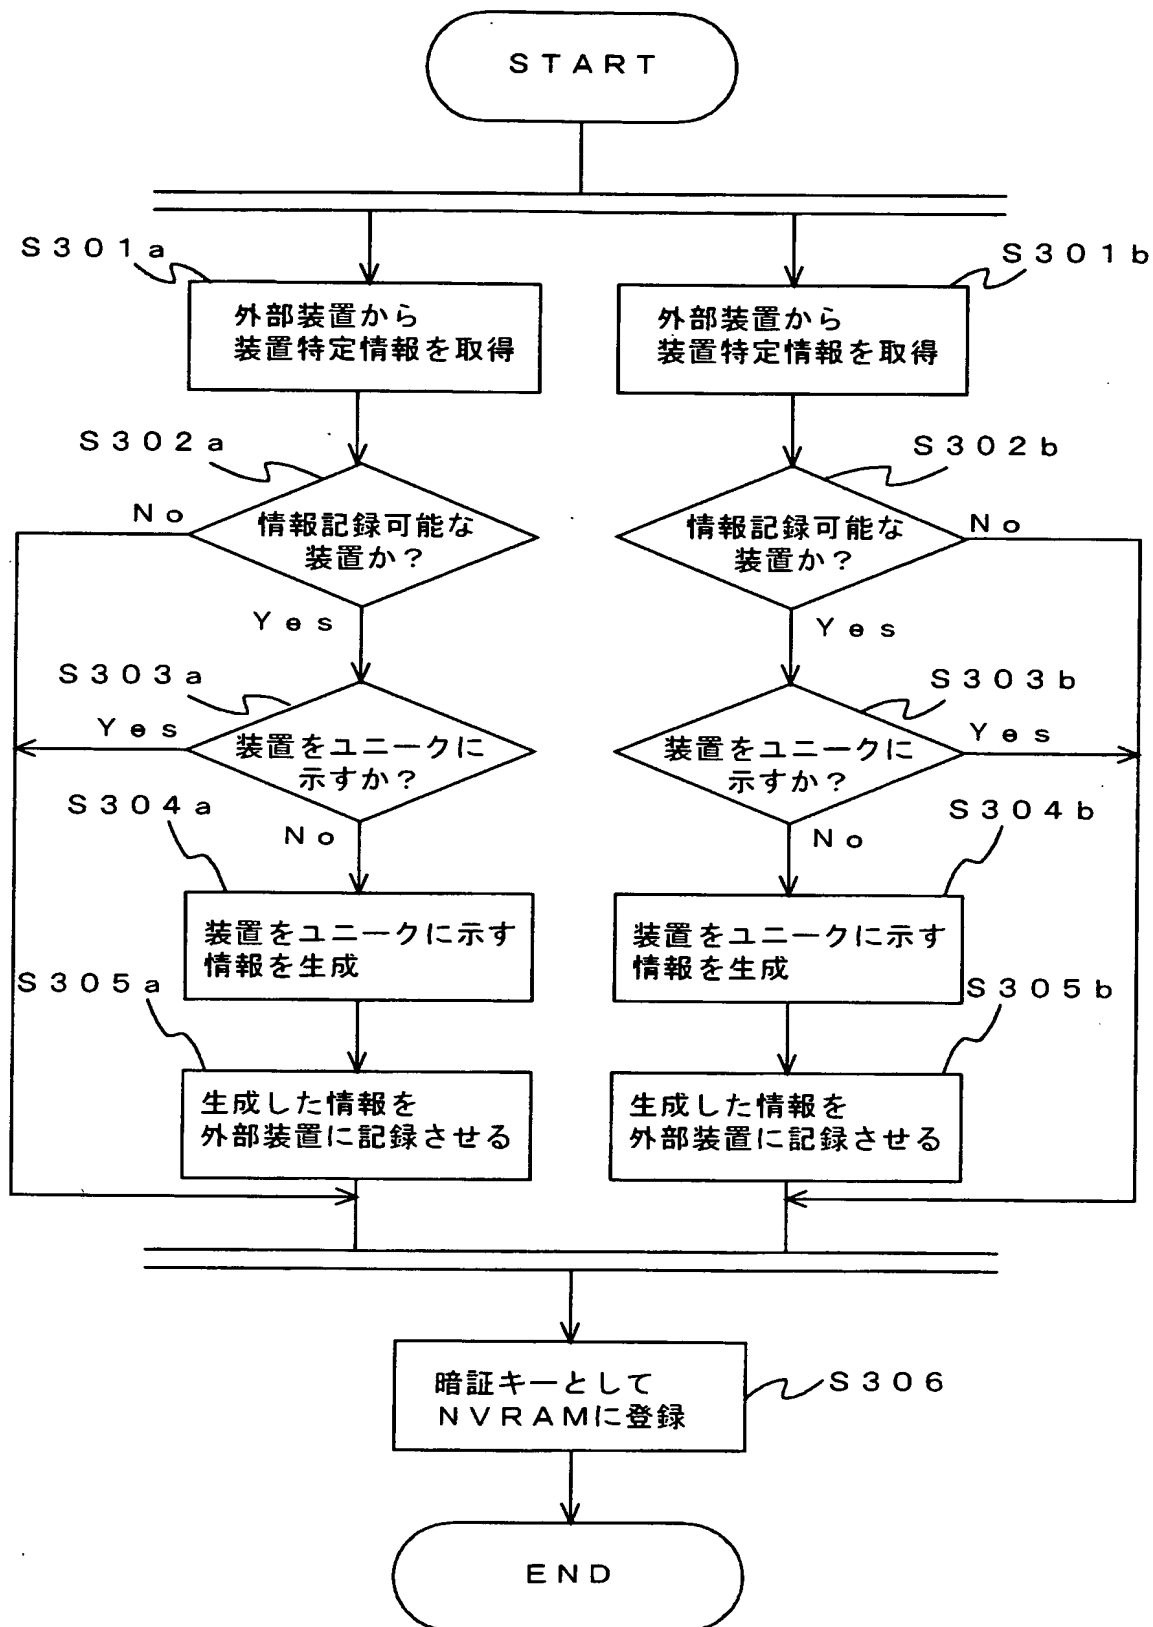 START
S301a
S301b
外部装置から
装置特定情報を取得
外部装置から
装置特定情報を取得
S302a
S302b
No
情報記録可能な
装置か？
情報記録可能な
装置か？
No
Yes
Yes
S303a
S303b
Yes
装置をユニークに
示すか？
装置をユニークに
示すか？
Yes
S304a
S304b
No
No
装置をユニークに示す
情報を生成
装置をユニークに示す
情報を生成
S305a
S305b
生成した情報を
外部装置に記録させる
生成した情報を
外部装置に記録させる
暗証キーとして
NVRAMに登録
S306
END